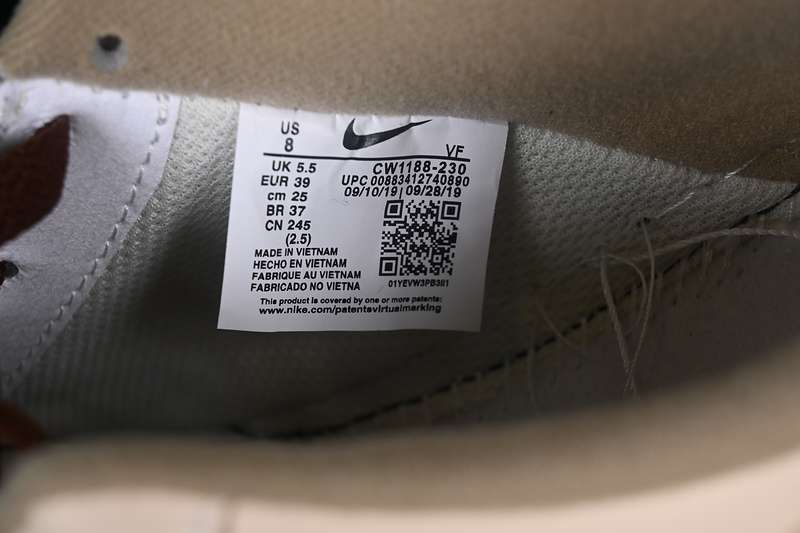 US
8
VF
UK 5.5
EUR 39
cm 25
BR 37
CN 245
(2.5)
CW1188-230
UPC 00883412740890
09/10/19 | 09/28/19
01YEVW3PB301
MADE IN VIETNAM
HECHO EN VIETNAM
FABRIQUE AU VIETNAM
FABRICADO NO VIETNA
This product is covered by one or more patents:
www.nike.com/patentsvirtualmarking